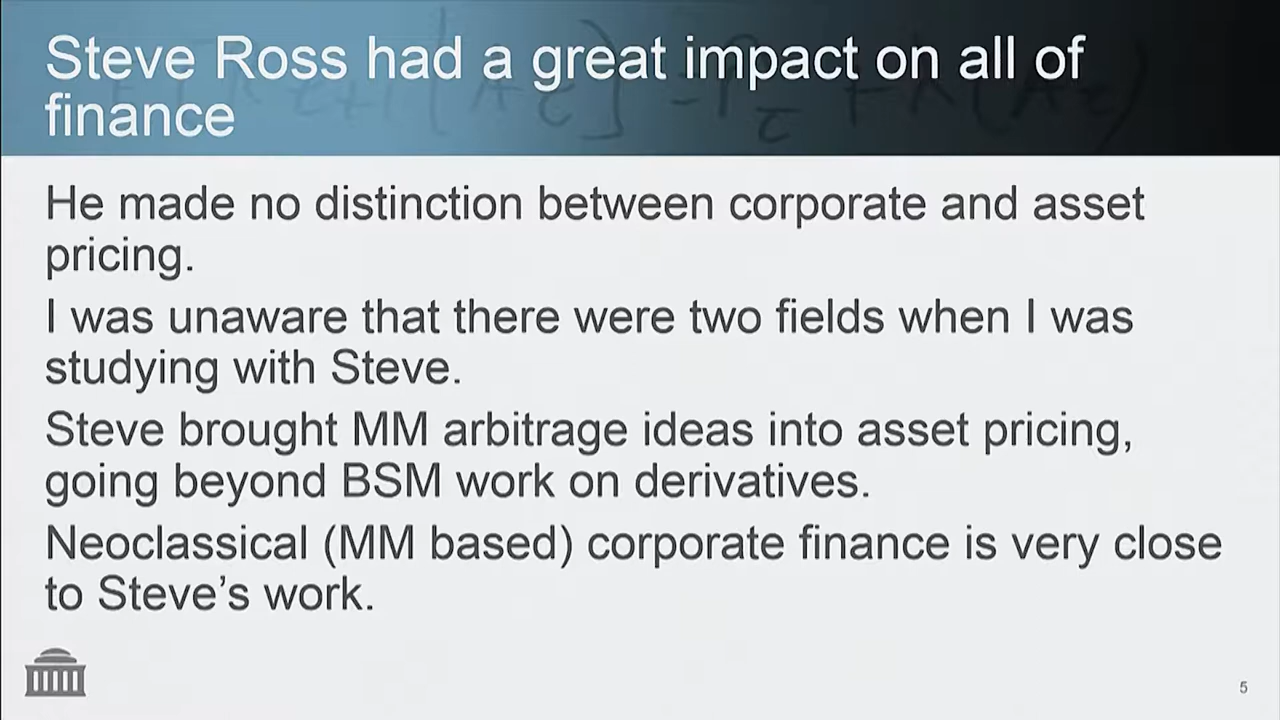 Steve Ross had a great impact on all of
finance
He made no distinction between corporate and asset
pricing.
I was unaware that there were two fields when I was
studying with Steve.
Steve brought MM arbitrage ideas into asset pricing,
going beyond BSM work on derivatives.
Neoclassical (MM based) corporate finance is very close
to Steve’s work.
5